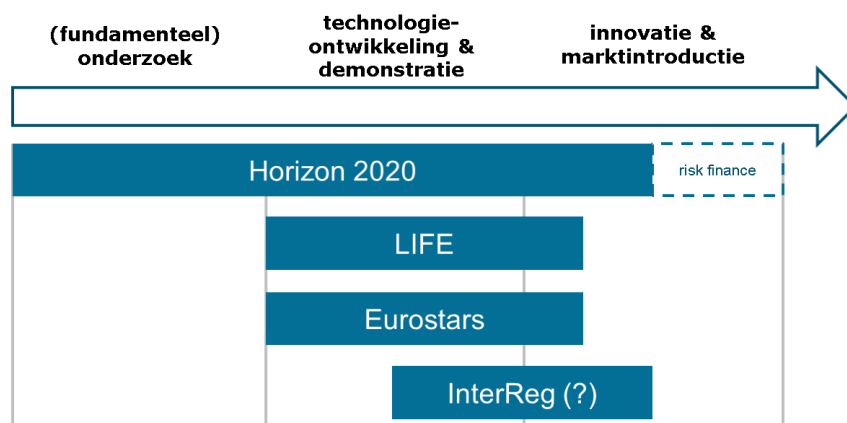 (fundamenteel)
onderzoek
technologie-
ontwikkeling &
demonstratie
innovatie &
marktintroductie
Horizon 2020
risk finance
LIFE
Eurostars
InterReg (?)